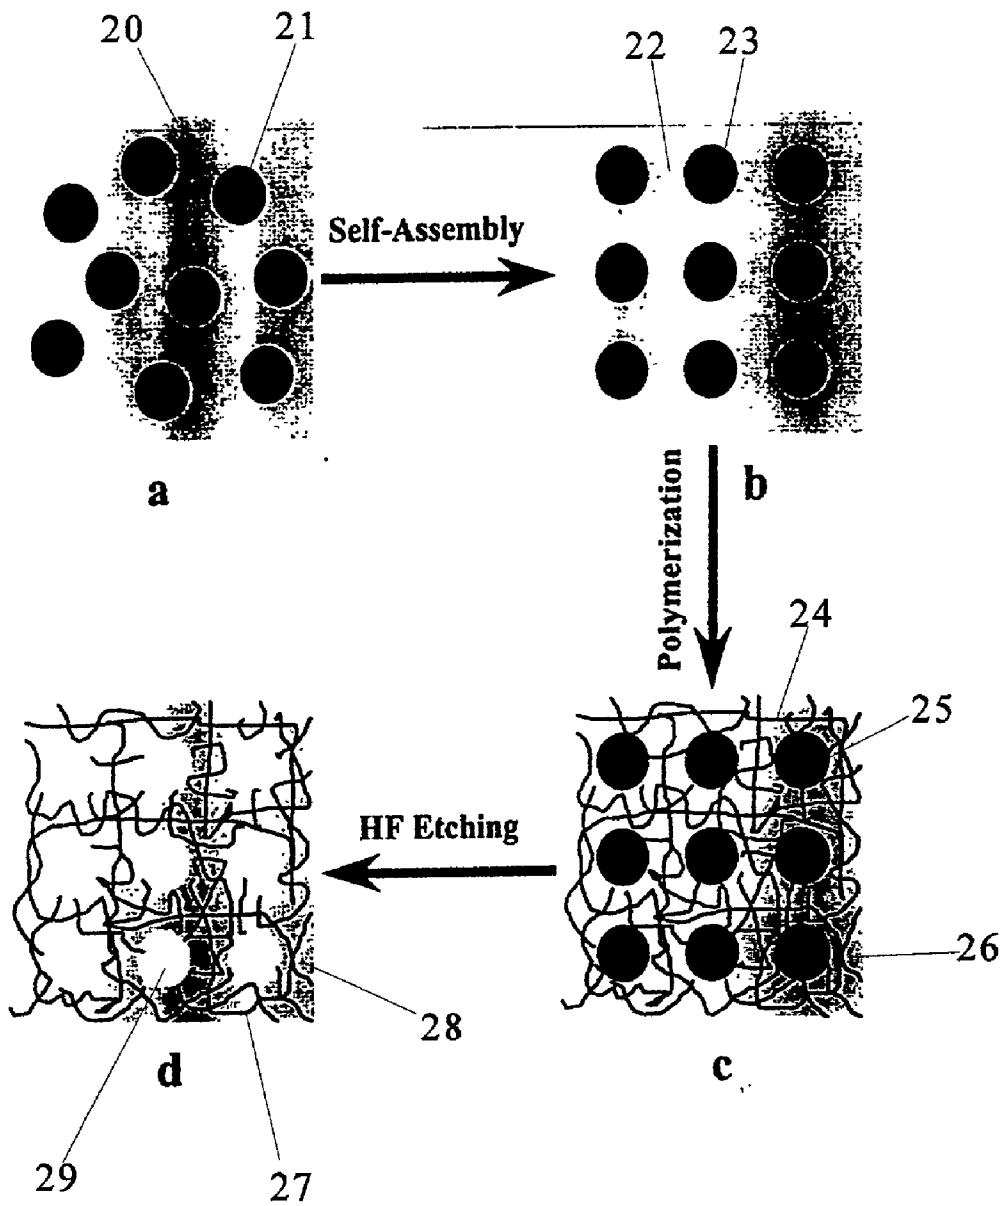 20 21
22 23
Self-Assembly
a
b
Polymerization
24
25
HF Etching
26
28
d
c
29
27